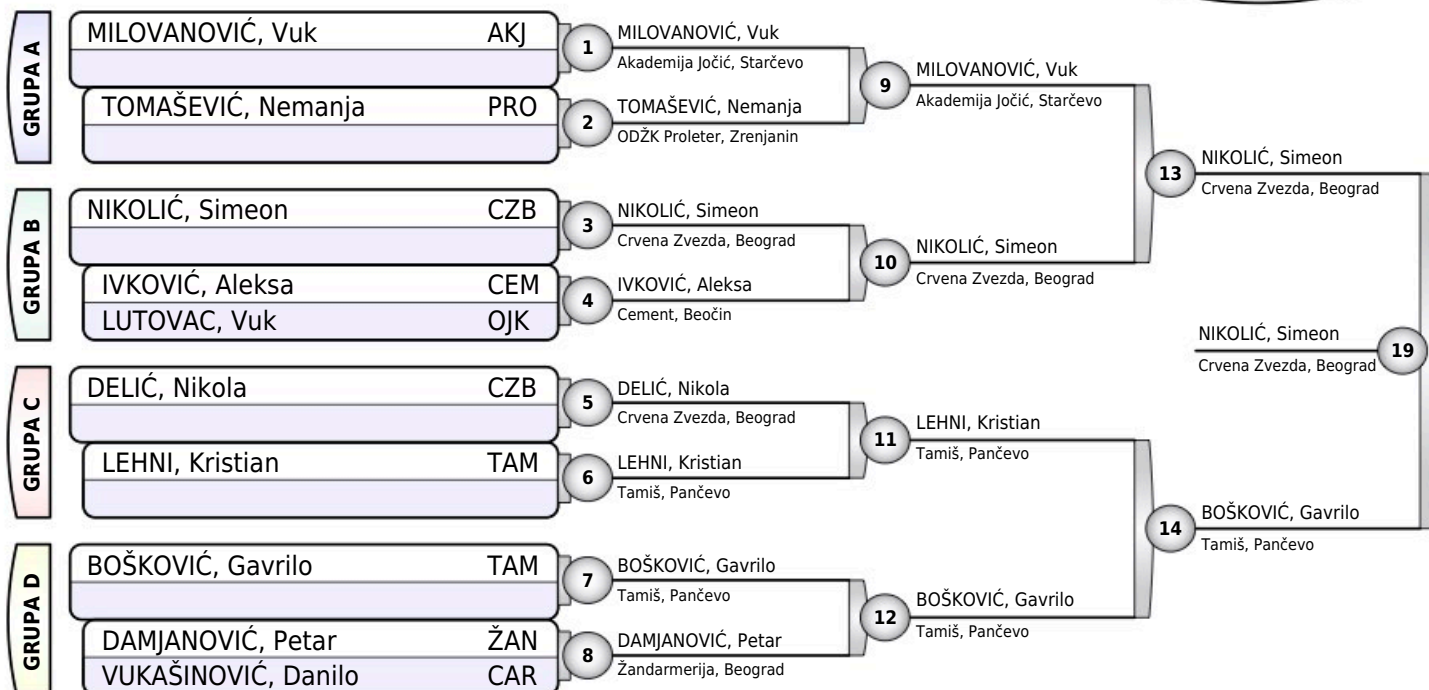 GRUPA A
MILOVANOVIĆ, Vuk AKJ
TOMAŠEVIĆ, Nemanja PRO
1
MILOVANOVIĆ, Vuk
Akademija Jočić, Starčevo
2
TOMAŠEVIĆ, Nemanja
ODŽK Proleter, Zrenjanin
9
MILOVANOVIĆ, Vuk
Akademija Jočić, Starčevo
GRUPA B
NIKOLIĆ, Simeon CZB
IVKOVIĆ, Aleksa CEM
LUTOVAC, Vuk OJK
3
NIKOLIĆ, Simeon
Crvena Zvezda, Beograd
4
IVKOVIĆ, Aleksa
Cement, Beočin
10
NIKOLIĆ, Simeon
Crvena Zvezda, Beograd
13
NIKOLIĆ, Simeon
Crvena Zvezda, Beograd
GRUPA C
DELIĆ, Nikola CZB
LEHNI, Kristian TAM
5
DELIĆ, Nikola
Crvena Zvezda, Beograd
6
LEHNI, Kristian
Tamiš, Pančevo
11
LEHNI, Kristian
Tamiš, Pančevo
GRUPA D
BOŠKOVIĆ, Gavrilo TAM
DAMJANOVIĆ, Petar ŽAN
VUKAŠINOVIĆ, Danilo CAR
7
BOŠKOVIĆ, Gavrilo
Tamiš, Pančevo
8
DAMJANOVIĆ, Petar
Žandarmerija, Beograd
12
BOŠKOVIĆ, Gavrilo
Tamiš, Pančevo
14
BOŠKOVIĆ, Gavrilo
Tamiš, Pančevo
NIKOLIĆ, Simeon
Crvena Zvezda, Beograd
19